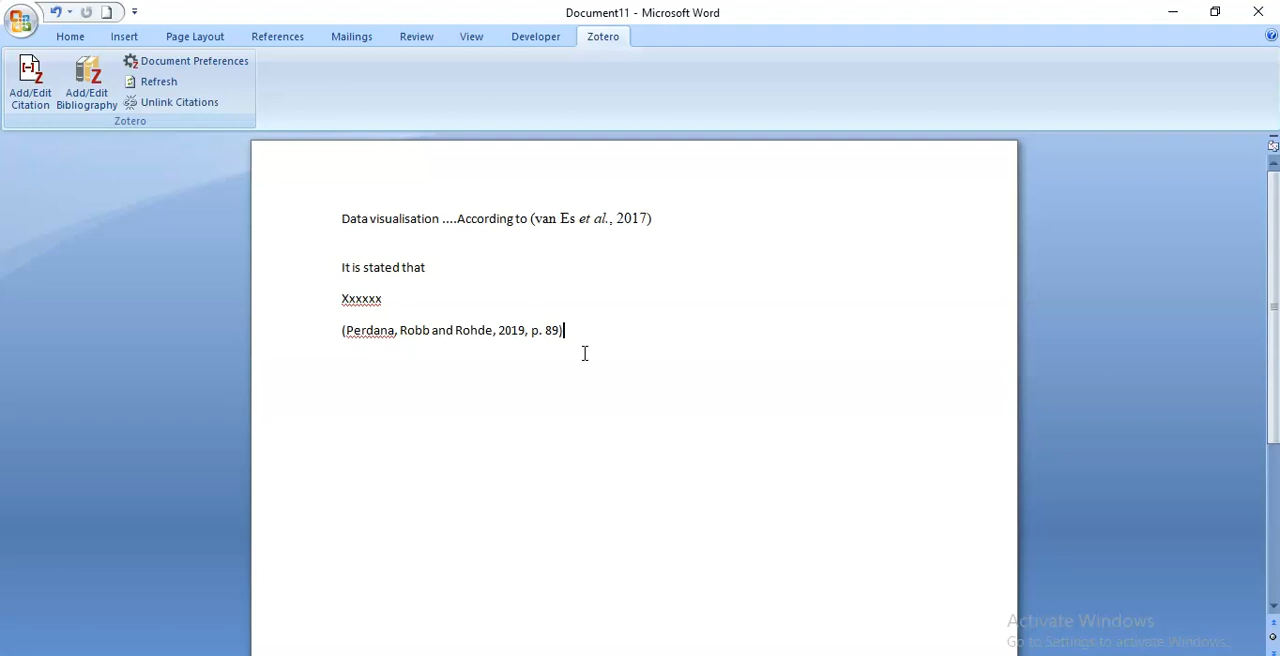 Document11 - Microsoft Word
Home Insert Page Layout References Mailings Review View Developer Zotero
Add/Edit Citation
Add/Edit Bibliography
Document Preferences
Refresh
Unlink Citations
Zotero
Data visualisation ....According to (van Es et al., 2017)
It is stated that
Xxxxxx
(Perdana, Robb and Rohde, 2019, p. 89)
Activate Windows
Go to Settings to activate Windows.